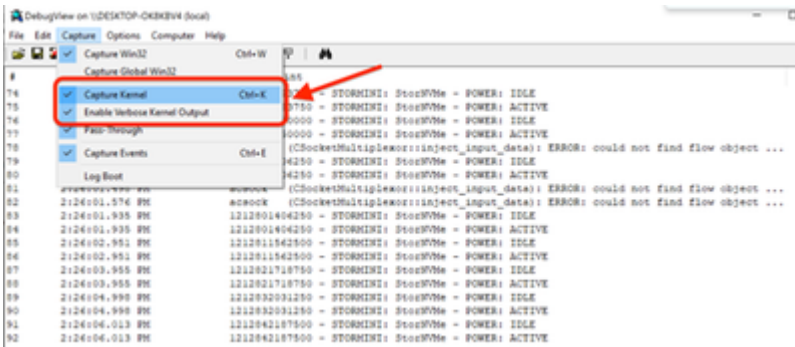 DebugView on \\DESKTOP-OK8KBV4 (local)
File Edit Capture Options Computer Help
Capture Win32 Ctrl+W
Capture Global Win32
#
Capture Kernel Ctrl+K
Enable Verbose Kernel Output
Pass-Through
Capture Events Ctrl+E
Log Boot
74 - STORMINI: StorNVMe - POWER: IDLE
75 3750 - STORMINI: StorNVMe - POWER: ACTIVE
76 0000 - STORMINI: StorNVMe - POWER: IDLE
77 0000 - STORMINI: StorNVMe - POWER: ACTIVE
78 (CSocketMultiplexor::inject_input_data): ERROR: could not find flow object ...
79 6250 - STORMINI: StorNVMe - POWER: IDLE
80 6250 - STORMINI: StorNVMe - POWER: ACTIVE
81 acsock (CSocketMultiplexor::inject_input_data): ERROR: could not find flow object ...
82 2:26:01.576 PM acsock (CSocketMultiplexor::inject_input_data): ERROR: could not find flow object ...
83 2:26:01.935 PM 1212801406250 - STORMINI: StorNVMe - POWER: IDLE
84 2:26:01.935 PM 1212801406250 - STORMINI: StorNVMe - POWER: ACTIVE
85 2:26:02.951 PM 1212811562500 - STORMINI: StorNVMe - POWER: IDLE
86 2:26:02.951 PM 1212811562500 - STORMINI: StorNVMe - POWER: ACTIVE
87 2:26:03.955 PM 1212821718750 - STORMINI: StorNVMe - POWER: IDLE
88 2:26:03.955 PM 1212821718750 - STORMINI: StorNVMe - POWER: ACTIVE
89 2:26:04.998 PM 1212832031250 - STORMINI: StorNVMe - POWER: IDLE
90 2:26:04.998 PM 1212832031250 - STORMINI: StorNVMe - POWER: ACTIVE
91 2:26:06.013 PM 1212842187500 - STORMINI: StorNVMe - POWER: IDLE
92 2:26:06.013 PM 1212842187500 - STORMINI: StorNVMe - POWER: ACTIVE